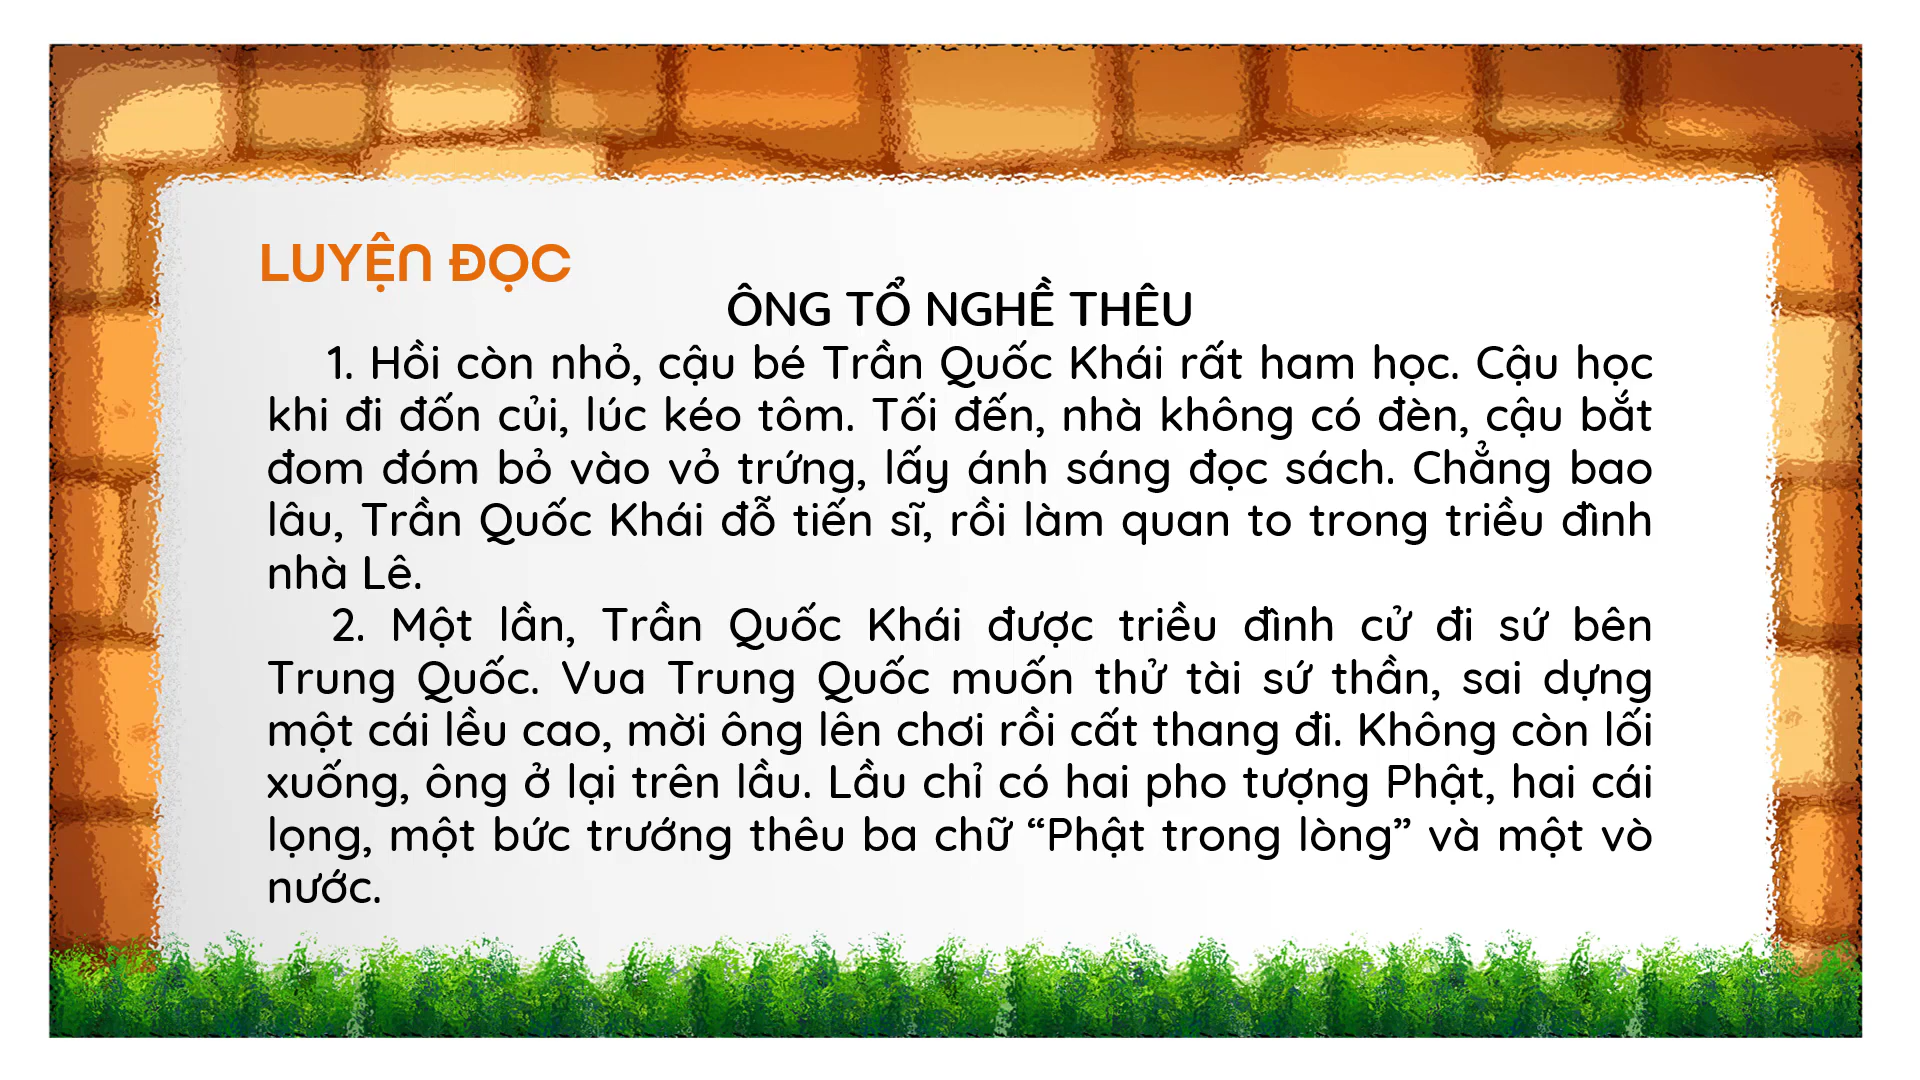 LUYỆN ĐỌC
ÔNG TỔ NGHỀ THÊU
1. Hồi còn nhỏ, cậu bé Trần Quốc Khái rất ham học. Cậu học
khi đi đốn củi, lúc kéo tôm. Tối đến, nhà không có đèn, cậu bắt
đom đóm bỏ vào vỏ trứng, lấy ánh sáng đọc sách. Chẳng bao
lâu, Trần Quốc Khái đỗ tiến sĩ, rồi làm quan to trong triều đình
nhà Lê.
2. Một lần, Trần Quốc Khái được triều đình cử đi sứ bên
Trung Quốc. Vua Trung Quốc muốn thử tài sứ thần, sai dựng
một cái lều cao, mời ông lên chơi rồi cất thang đi. Không còn lối
xuống, ông ở lại trên lầu. Lầu chỉ có hai pho tượng Phật, hai cái
lọng, một bức trướng thêu ba chữ “Phật trong lòng” và một vò
nước.